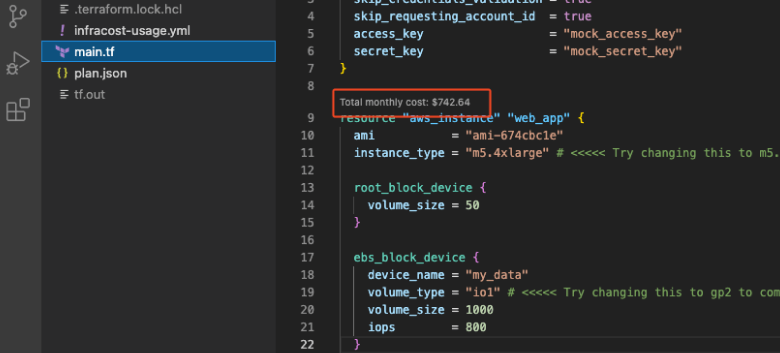 .terraform.lock.hcl
! infracost-usage.yml
main.tf
{} plan.json
tf.out
3 skip_credentials_validation = true
4 skip_requesting_account_id = true
5 access_key = "mock_access_key"
6 secret_key = "mock_secret_key"
7 }
8
Total monthly cost: $742.64
9 resource "aws_instance" "web_app" {
10 ami = "ami-674cbc1e"
11 instance_type = "m5.4xlarge" # <<<<< Try changing this to m5.
12
13 root_block_device {
14 volume_size = 50
15 }
16
17 ebs_block_device {
18 device_name = "my_data"
19 volume_type = "io1" # <<<<< Try changing this to gp2 to com
20 volume_size = 1000
21 iops = 800
22 }